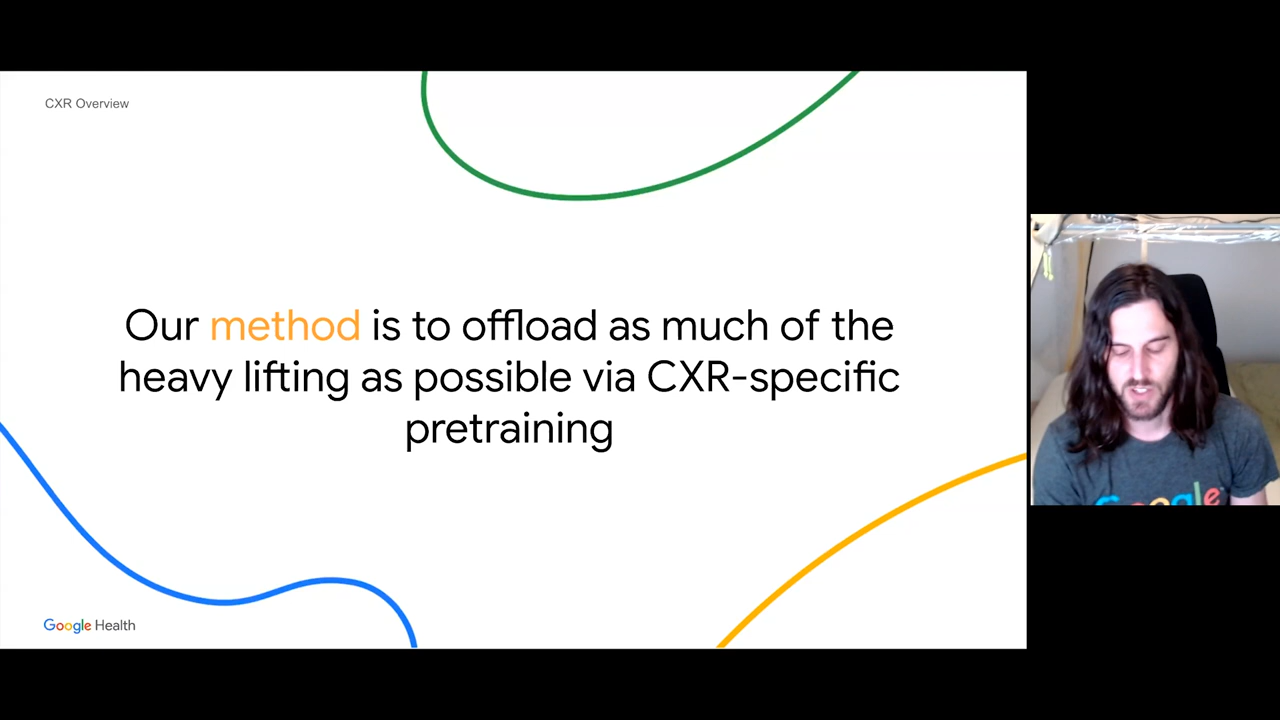 CXR Overview
Our method is to offload as much of the
heavy lifting as possible via CXR-specific
pretraining
Google Health
Google